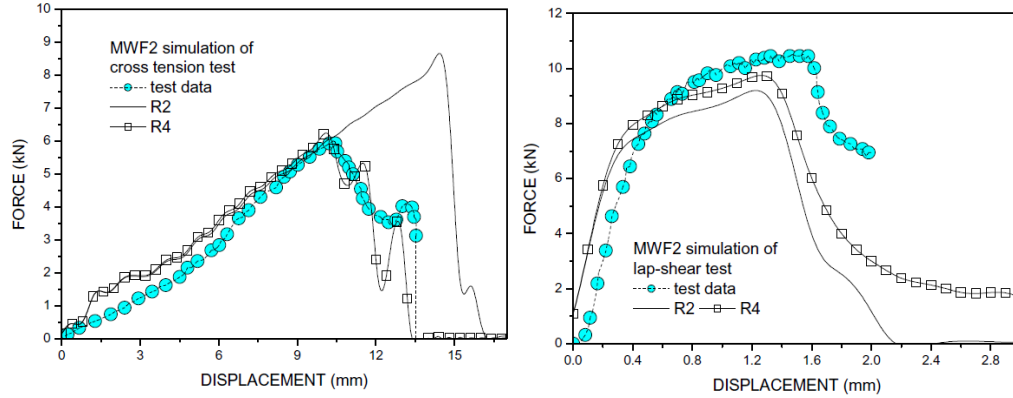 10
9
8
7
6
5
4
3
2
1
0
FORCE (kN)
MWF2 simulation of
cross tension test
test data
R2
R4
0
3
6
9
12
15
DISPLACEMENT (mm)
12
10
8
6
4
2
0
FORCE (kN)
MWF2 simulation of
lap-shear test
test data
R2 R4
0.0
0.4
0.8
1.2
1.6
2.0
2.4
2.8
DISPLACEMENT (mm)